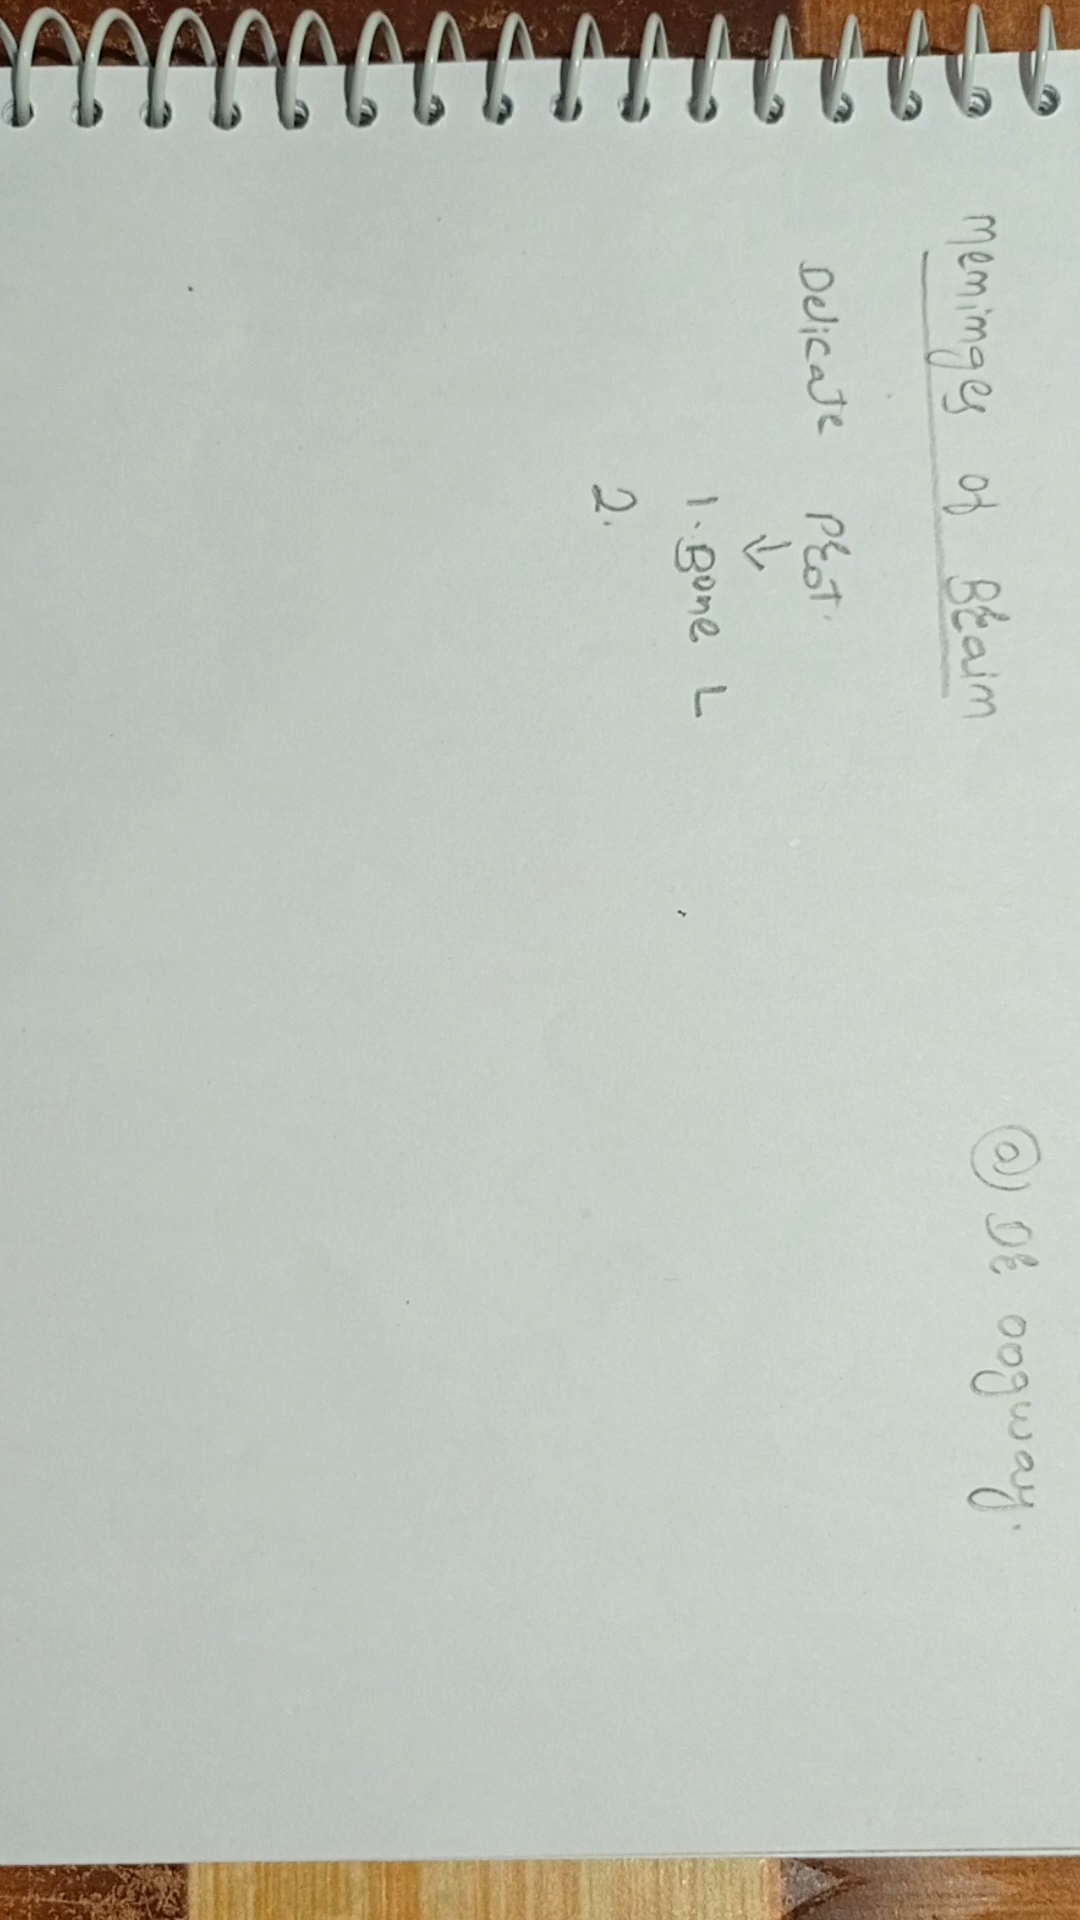 Meninges of Brain
@ Dr oogway.
Delicate Prot.
↓
1. Bone L
2.